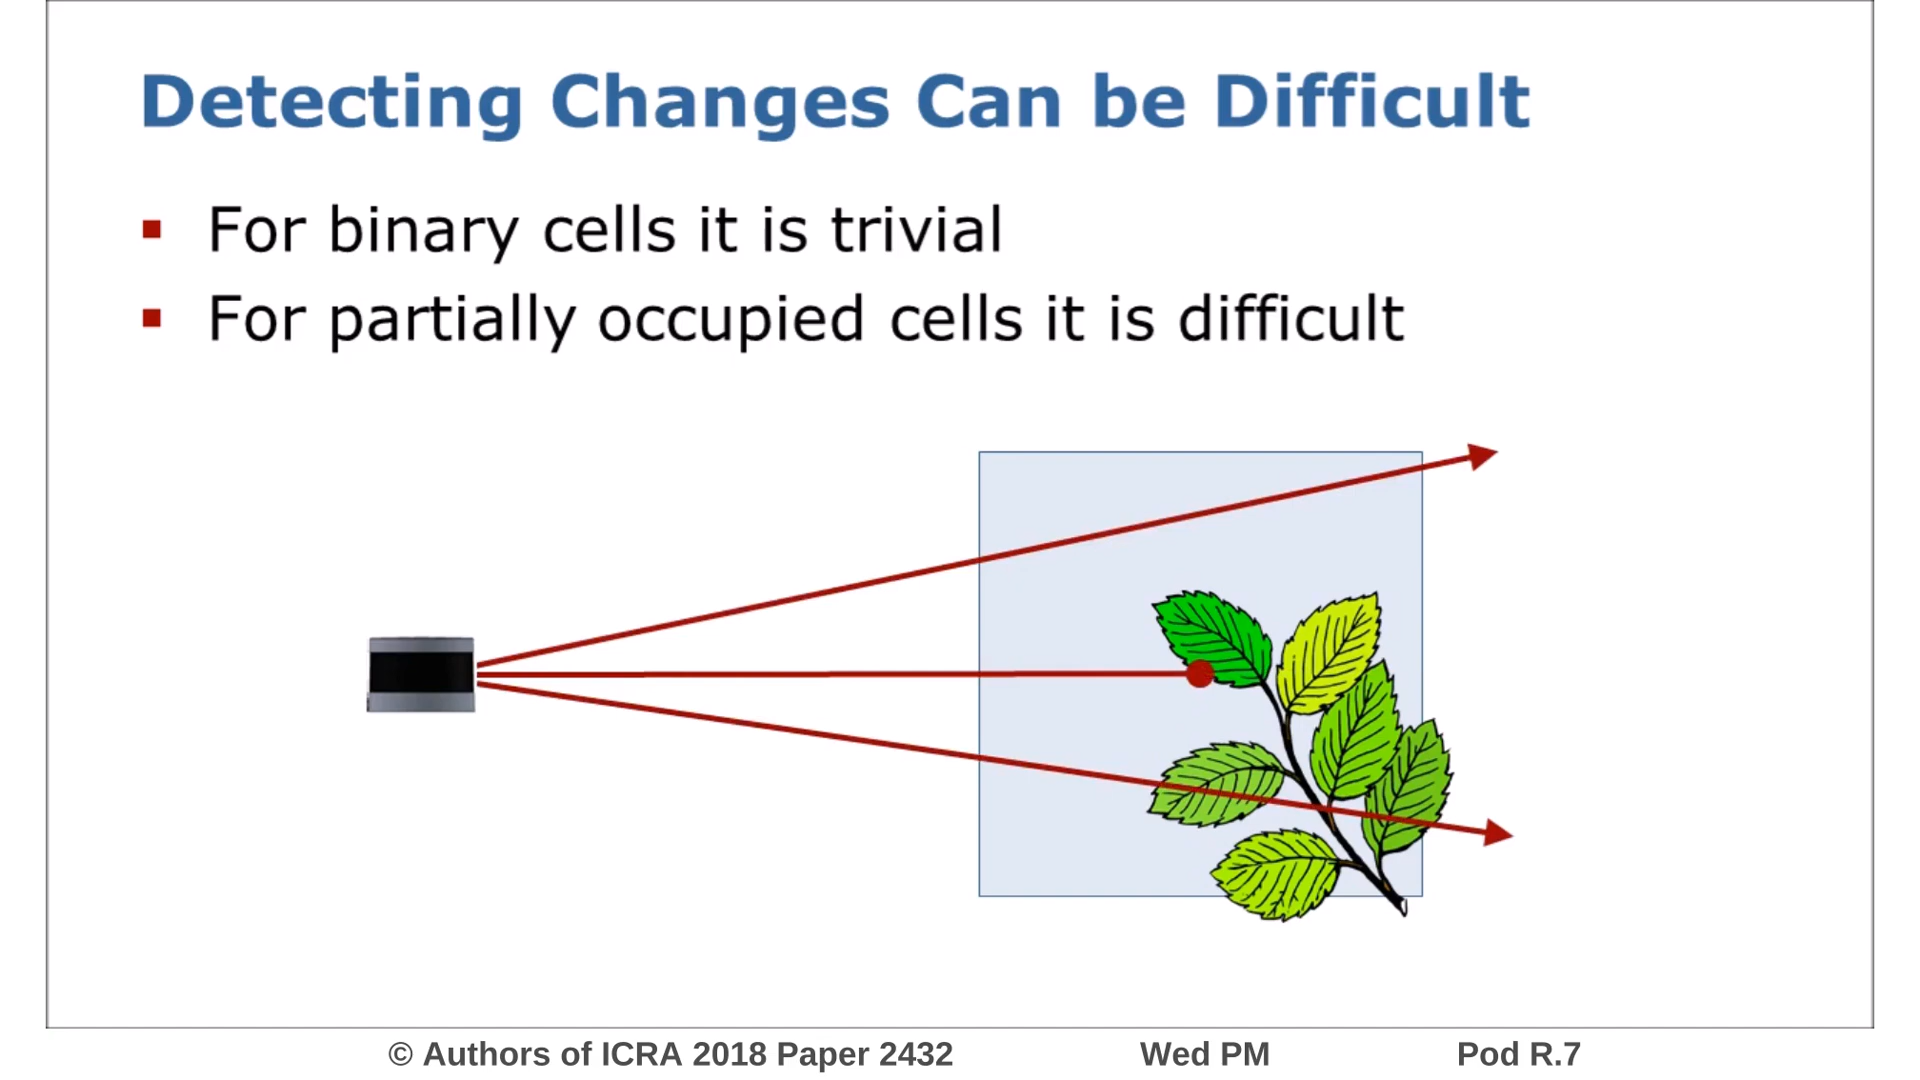 Detecting Changes Can be Difficult
For binary cells it is trivial
For partially occupied cells it is difficult
© Authors of ICRA 2018 Paper 2432 Wed PM Pod R.7